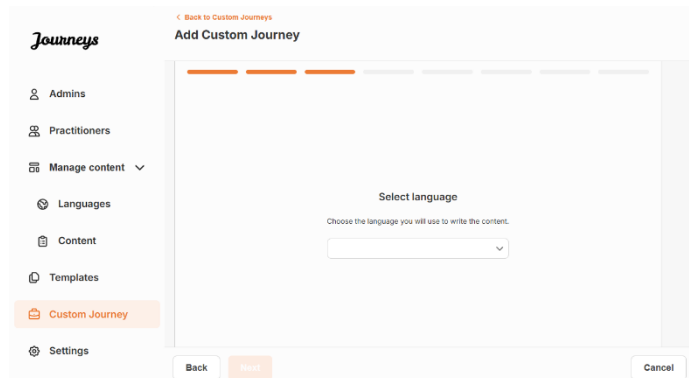 Journeys
Admins
Practitioners
Manage content
Languages
Content
Templates
Custom Journey
Settings
< Back to Custom Journeys
Add Custom Journey
Select language
Choose the language you will use to write the content.
Back
Next
Cancel